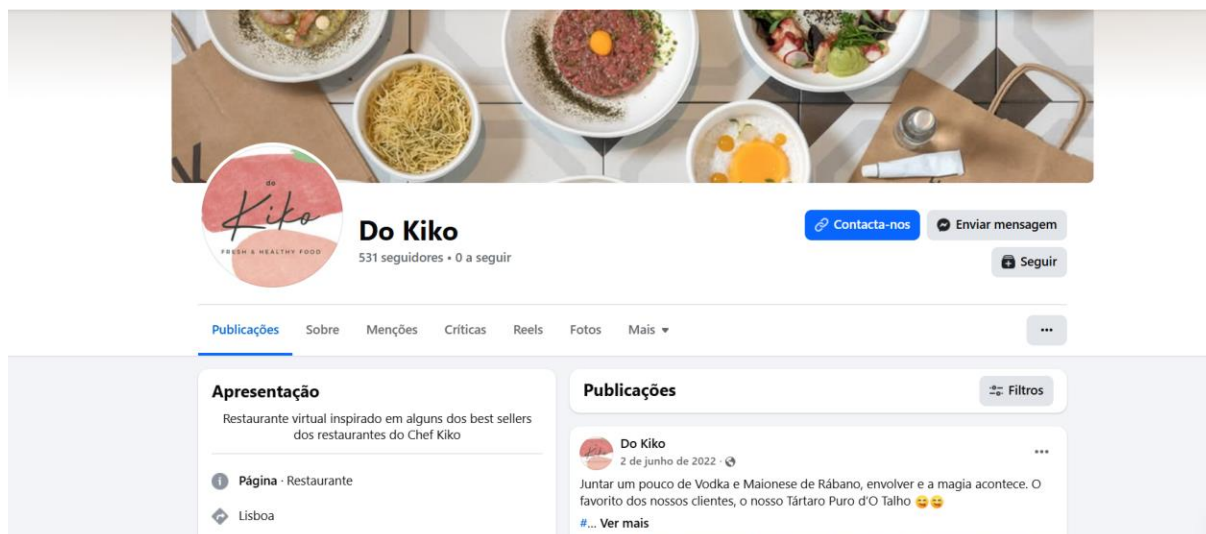 do
Kiko
FRESH & HEALTHY FOOD
Do Kiko
531 seguidores • 0 a seguir
Contacta-nos
Enviar mensagem
Seguir
Publicações
Sobre
Menções
Críticas
Reels
Fotos
Mais
Apresentação
Restaurante virtual inspirado em alguns dos best sellers
dos restaurantes do Chef Kiko
Página · Restaurante
Lisboa
Publicações
Filtros
Do Kiko
2 de junho de 2022 ·
Juntar um pouco de Vodka e Maionese de Rábano, envolver e a magia acontece. O
favorito dos nossos clientes, o nosso Tártaro Puro d'O Talho 😋😋
#... Ver mais